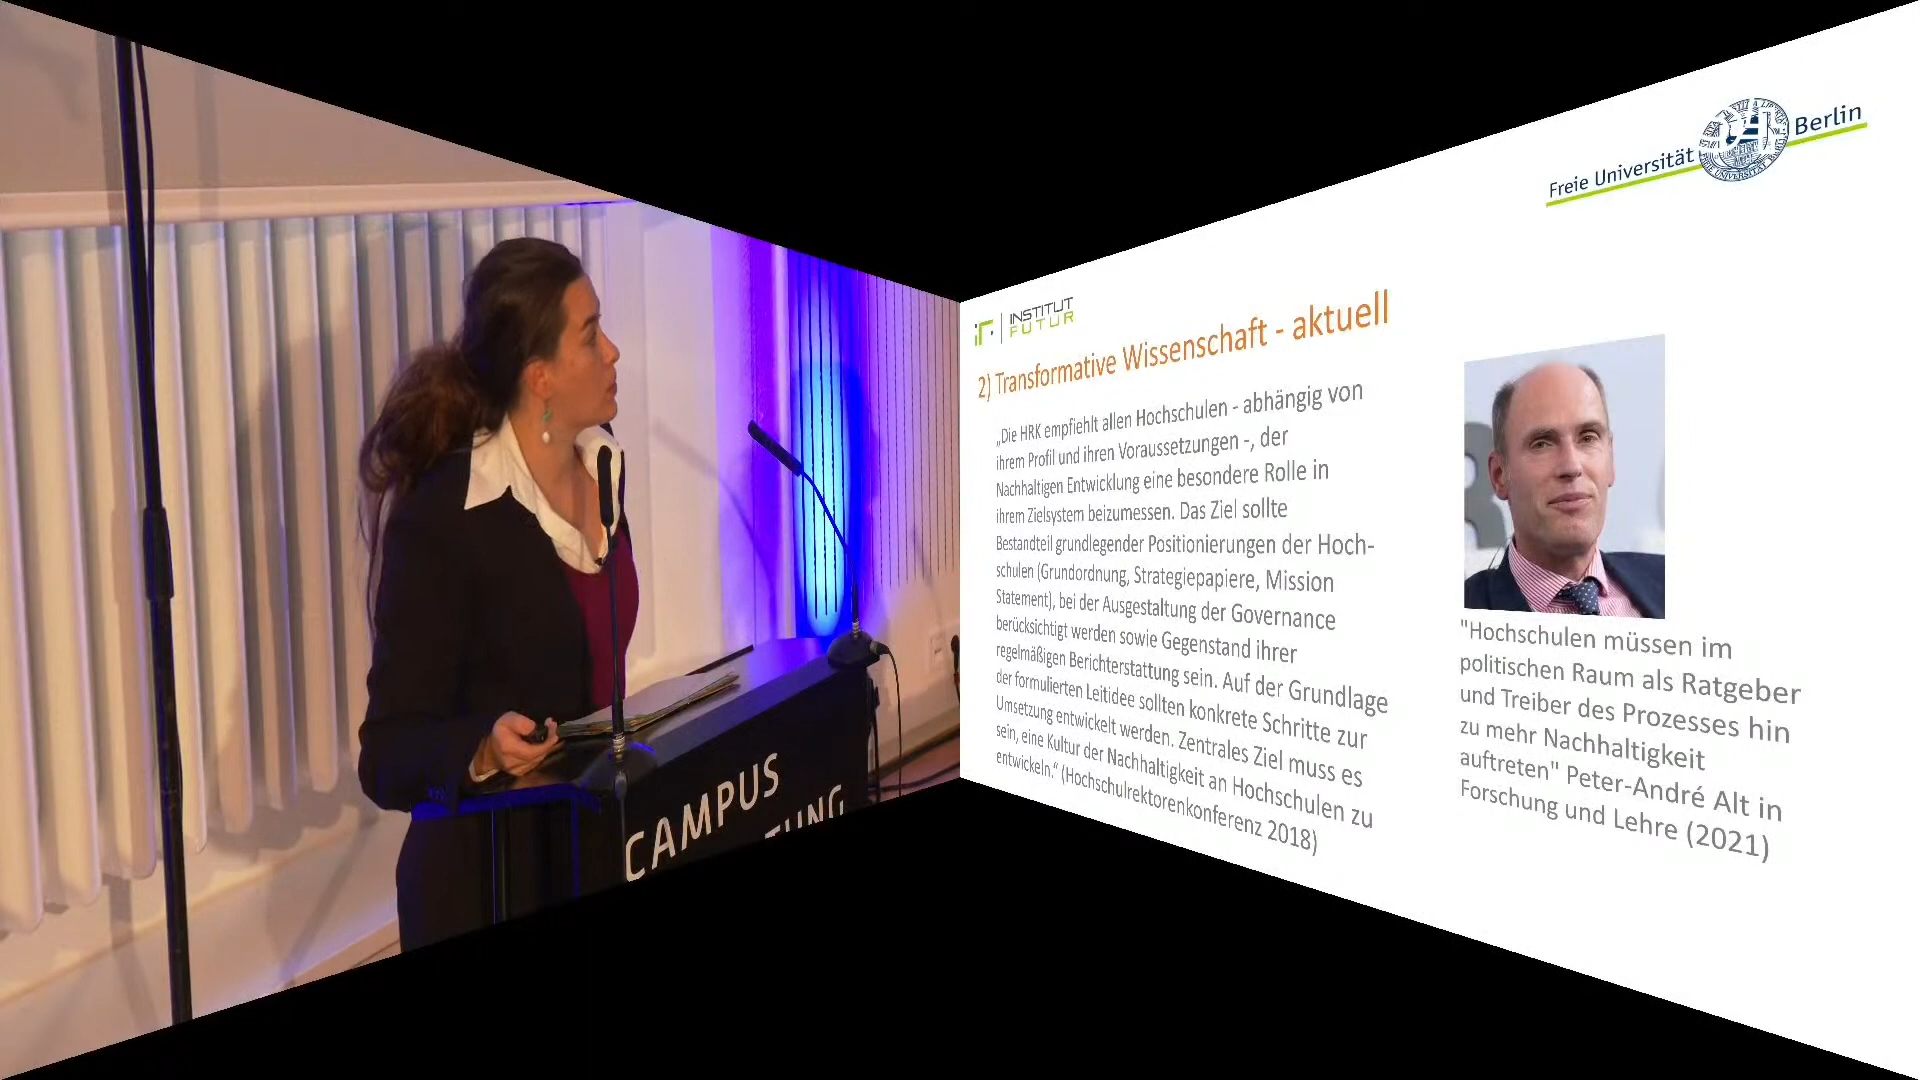 CAMPUS
Freie Universität Berlin
INSTITUT
FUTUR
2) Transformative Wissenschaft - aktuell
„Die HRK empfiehlt allen Hochschulen - abhängig von
ihrem Profil und ihren Voraussetzungen -, der
Nachhaltigen Entwicklung eine besondere Rolle in
ihrem Zielsystem beizumessen. Das Ziel sollte
Bestandteil grundlegender Positionierungen der Hoch-
schulen (Grundordnung, Strategiepapiere, Mission
Statement), bei der Ausgestaltung der Governance
berücksichtigt werden sowie Gegenstand ihrer
regelmäßigen Berichterstattung sein. Auf der Grundlage
der formulierten Leitidee sollten konkrete Schritte zur
Umsetzung entwickelt werden. Zentrales Ziel muss es
sein, eine Kultur der Nachhaltigkeit an Hochschulen zu
entwickeln.“ (Hochschulrektorenkonferenz 2018)
"Hochschulen müssen im
politischen Raum als Ratgeber
und Treiber des Prozesses hin
zu mehr Nachhaltigkeit
auftreten" Peter-André Alt in
Forschung und Lehre (2021)